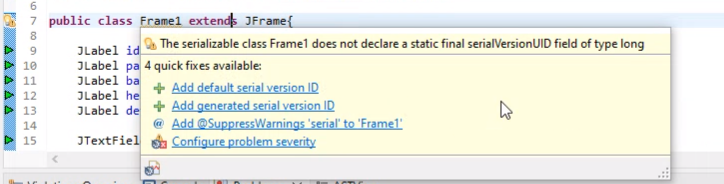 6
7 public class Frame1 extends JFrame{
8
The serializable class Frame1 does not declare a static final serialVersionUID field of type long
9 JLabel id
4 quick fixes available:
10 JLabel pa
Add default serial version ID
11 JLabel ba
Add generated serial version ID
12 JLabel he
@ Add @SuppressWarnings 'serial' to 'Frame1'
13 JLabel de
Configure problem severity
14
15 JTextFiel